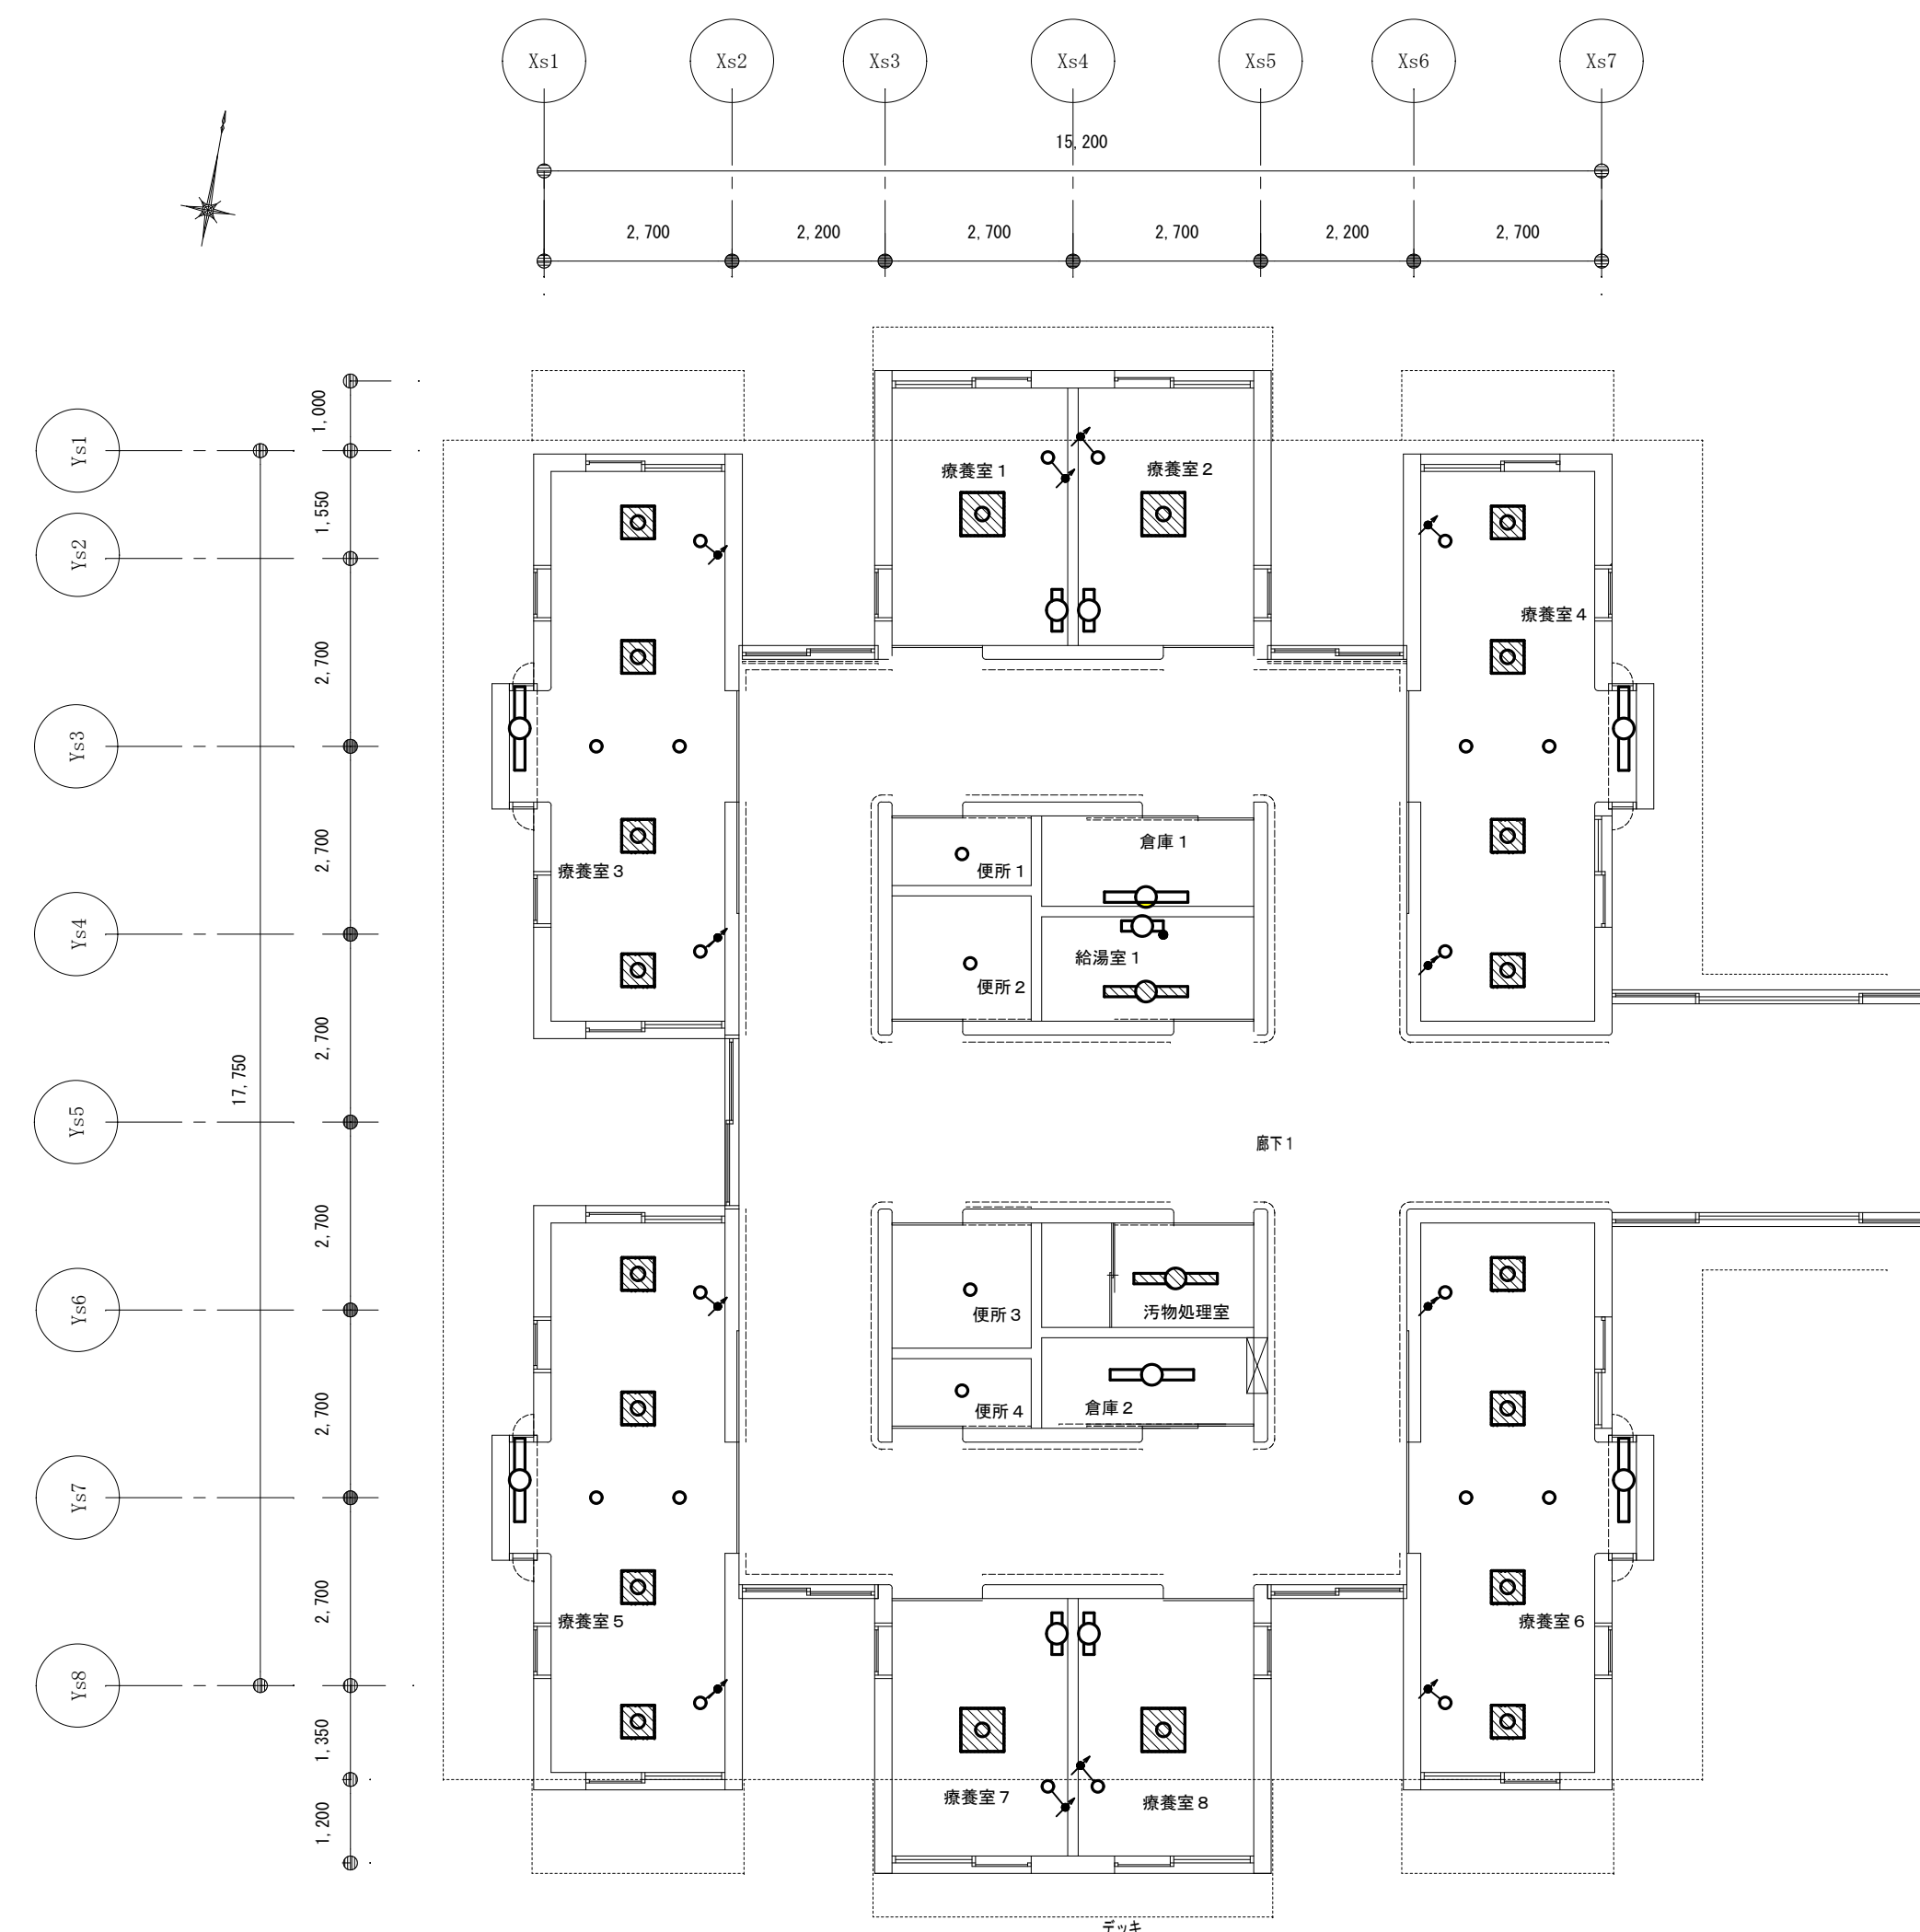 Xs1 Xs2 Xs3 Xs4 Xs5 Xs6 Xs7
15,200
2,700 2,200 2,700 2,700 2,200 2,700
1,000
Ys1
1,550
Ys2
2,700
Ys3
2,700
Ys4
2,700
17,750
Ys5
2,700
Ys6
2,700
Ys7
2,700
Ys8
1,350
1,200
療養室1
療養室2
療養室4
療養室3
倉庫1
便所1
給湯室1
便所2
廊下1
便所3
汚物処理室
便所4
倉庫2
療養室5
療養室6
療養室7
療養室8
デッキ